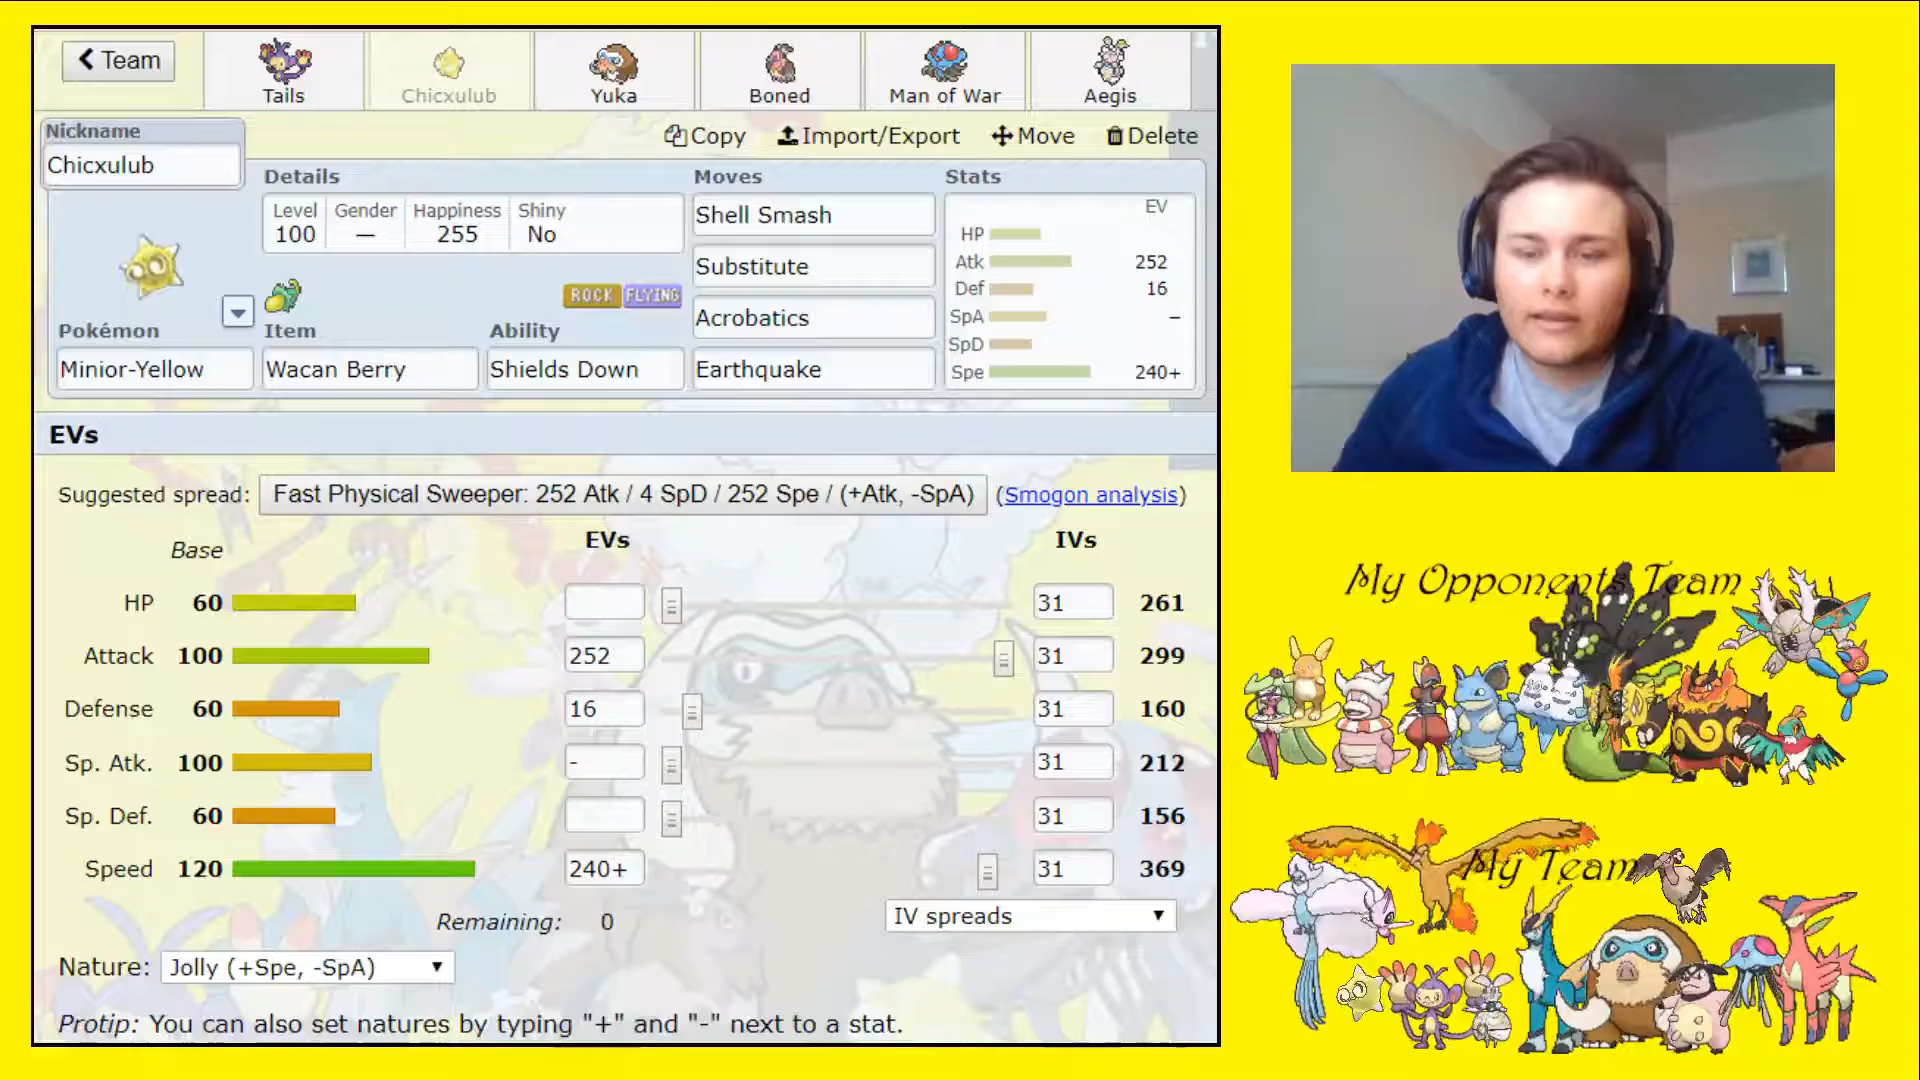 Team
Tails
Chicxulub
Yuka
Boned
Man of War
Aegis
Nickname
Chicxulub
Copy
Import/Export
Move
Delete
Details
Moves
Stats
Level
Gender
Happiness
Shiny
100
—
255
No
ROCK
FLYING
Pokémon
Item
Ability
Minior-Yellow
Wacan Berry
Shields Down
Shell Smash
Substitute
Acrobatics
Earthquake
EV
HP
Atk 252
Def 16
SpA –
SpD
Spe 240+
EVs
Suggested spread: Fast Physical Sweeper: 252 Atk / 4 SpD / 252 Spe / (+Atk, -SpA) (Smogon analysis)
Base EVs IVs
HP 60 31 261
Attack 100 252 31 299
Defense 60 16 31 160
Sp. Atk. 100 - 31 212
Sp. Def. 60 31 156
Speed 120 240+ 31 369
Remaining: 0
IV spreads
Nature: Jolly (+Spe, -SpA)
Protip: You can also set natures by typing "+" and "-" next to a stat.
My Opponents Team
My Team